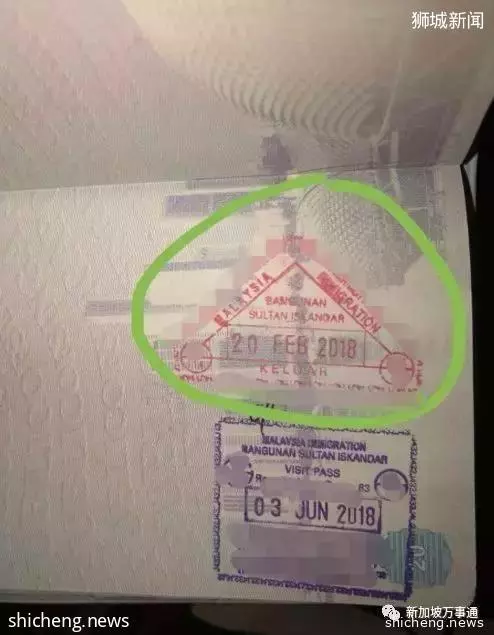 狮城新闻
MALAYSIA IMMIGRATION
BANGUNAN
SULTAN ISKANDAR
20 FEB 2018
KELUAR
MALAYSIA IMMIGRATION
BANGUNAN SULTAN ISKANDAR
VISIT PASS
03 JUN 2018
20
新加坡万事通
shicheng.news
shicheng.news